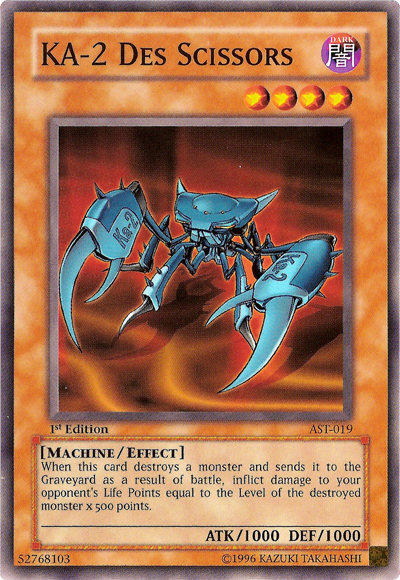 KA-2 DES SCISSORS
DARK
闇
Ka-2
Ka-2
1st Edition
AST-019
[MACHINE/EFFECT]
When this card destroys a monster and sends it to the
Graveyard as a result of battle, inflict damage to your
opponent's Life Points equal to the Level of the destroyed
monster x 500 points.
ATK/1000 DEF/1000
52768103
©1996 KAZUKI TAKAHASHI